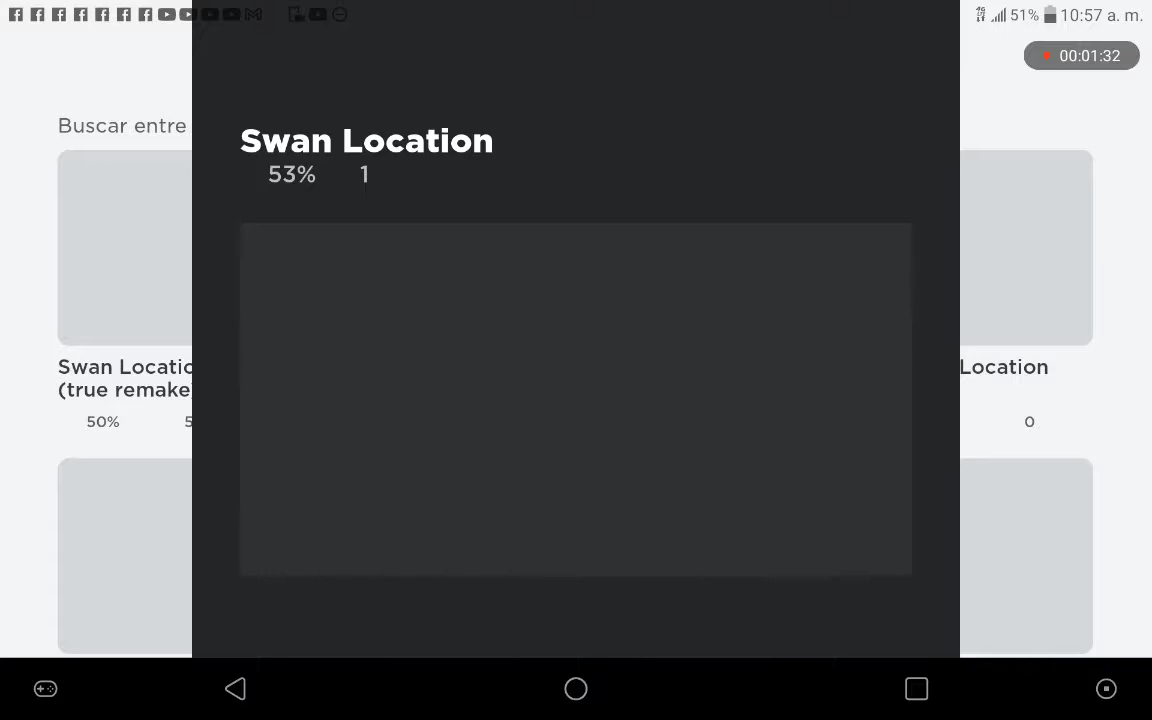 51% 10:57 a. m.
00:01:32
Buscar entre
Swan Location
53% 1
Swan Locatio
(true remake
50% 5
Location
0